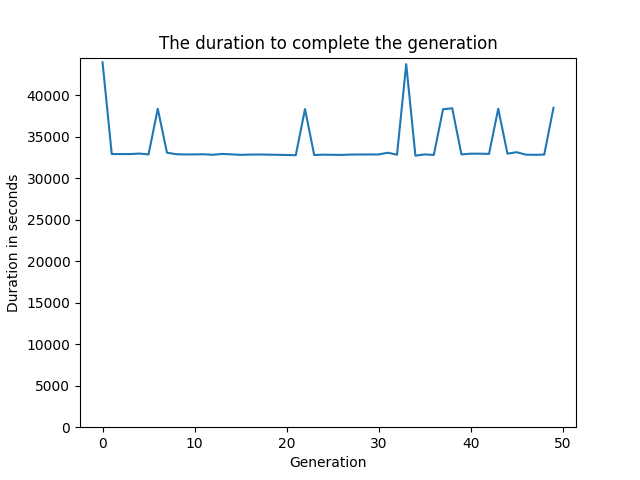 The duration to complete the generation
40000
35000
30000
25000
20000
15000
10000
5000
0
Duration in seconds
0 10 20 30 40 50
Generation